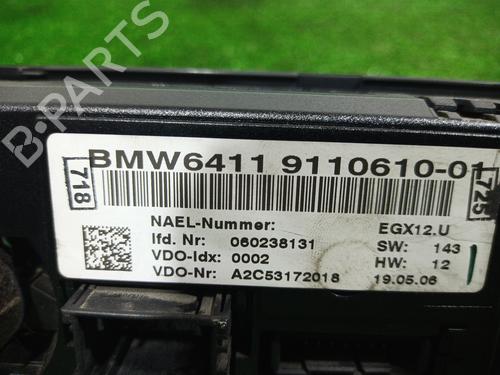 B-PARTS
BMW6411 9110610-01
718
725
NAEL-Nummer:
EGX12.U
lfd. Nr: 060238131
SW: 143
VDO-Idx: 0002
HW: 12
VDO-Nr: A2C53172018
19.05.06